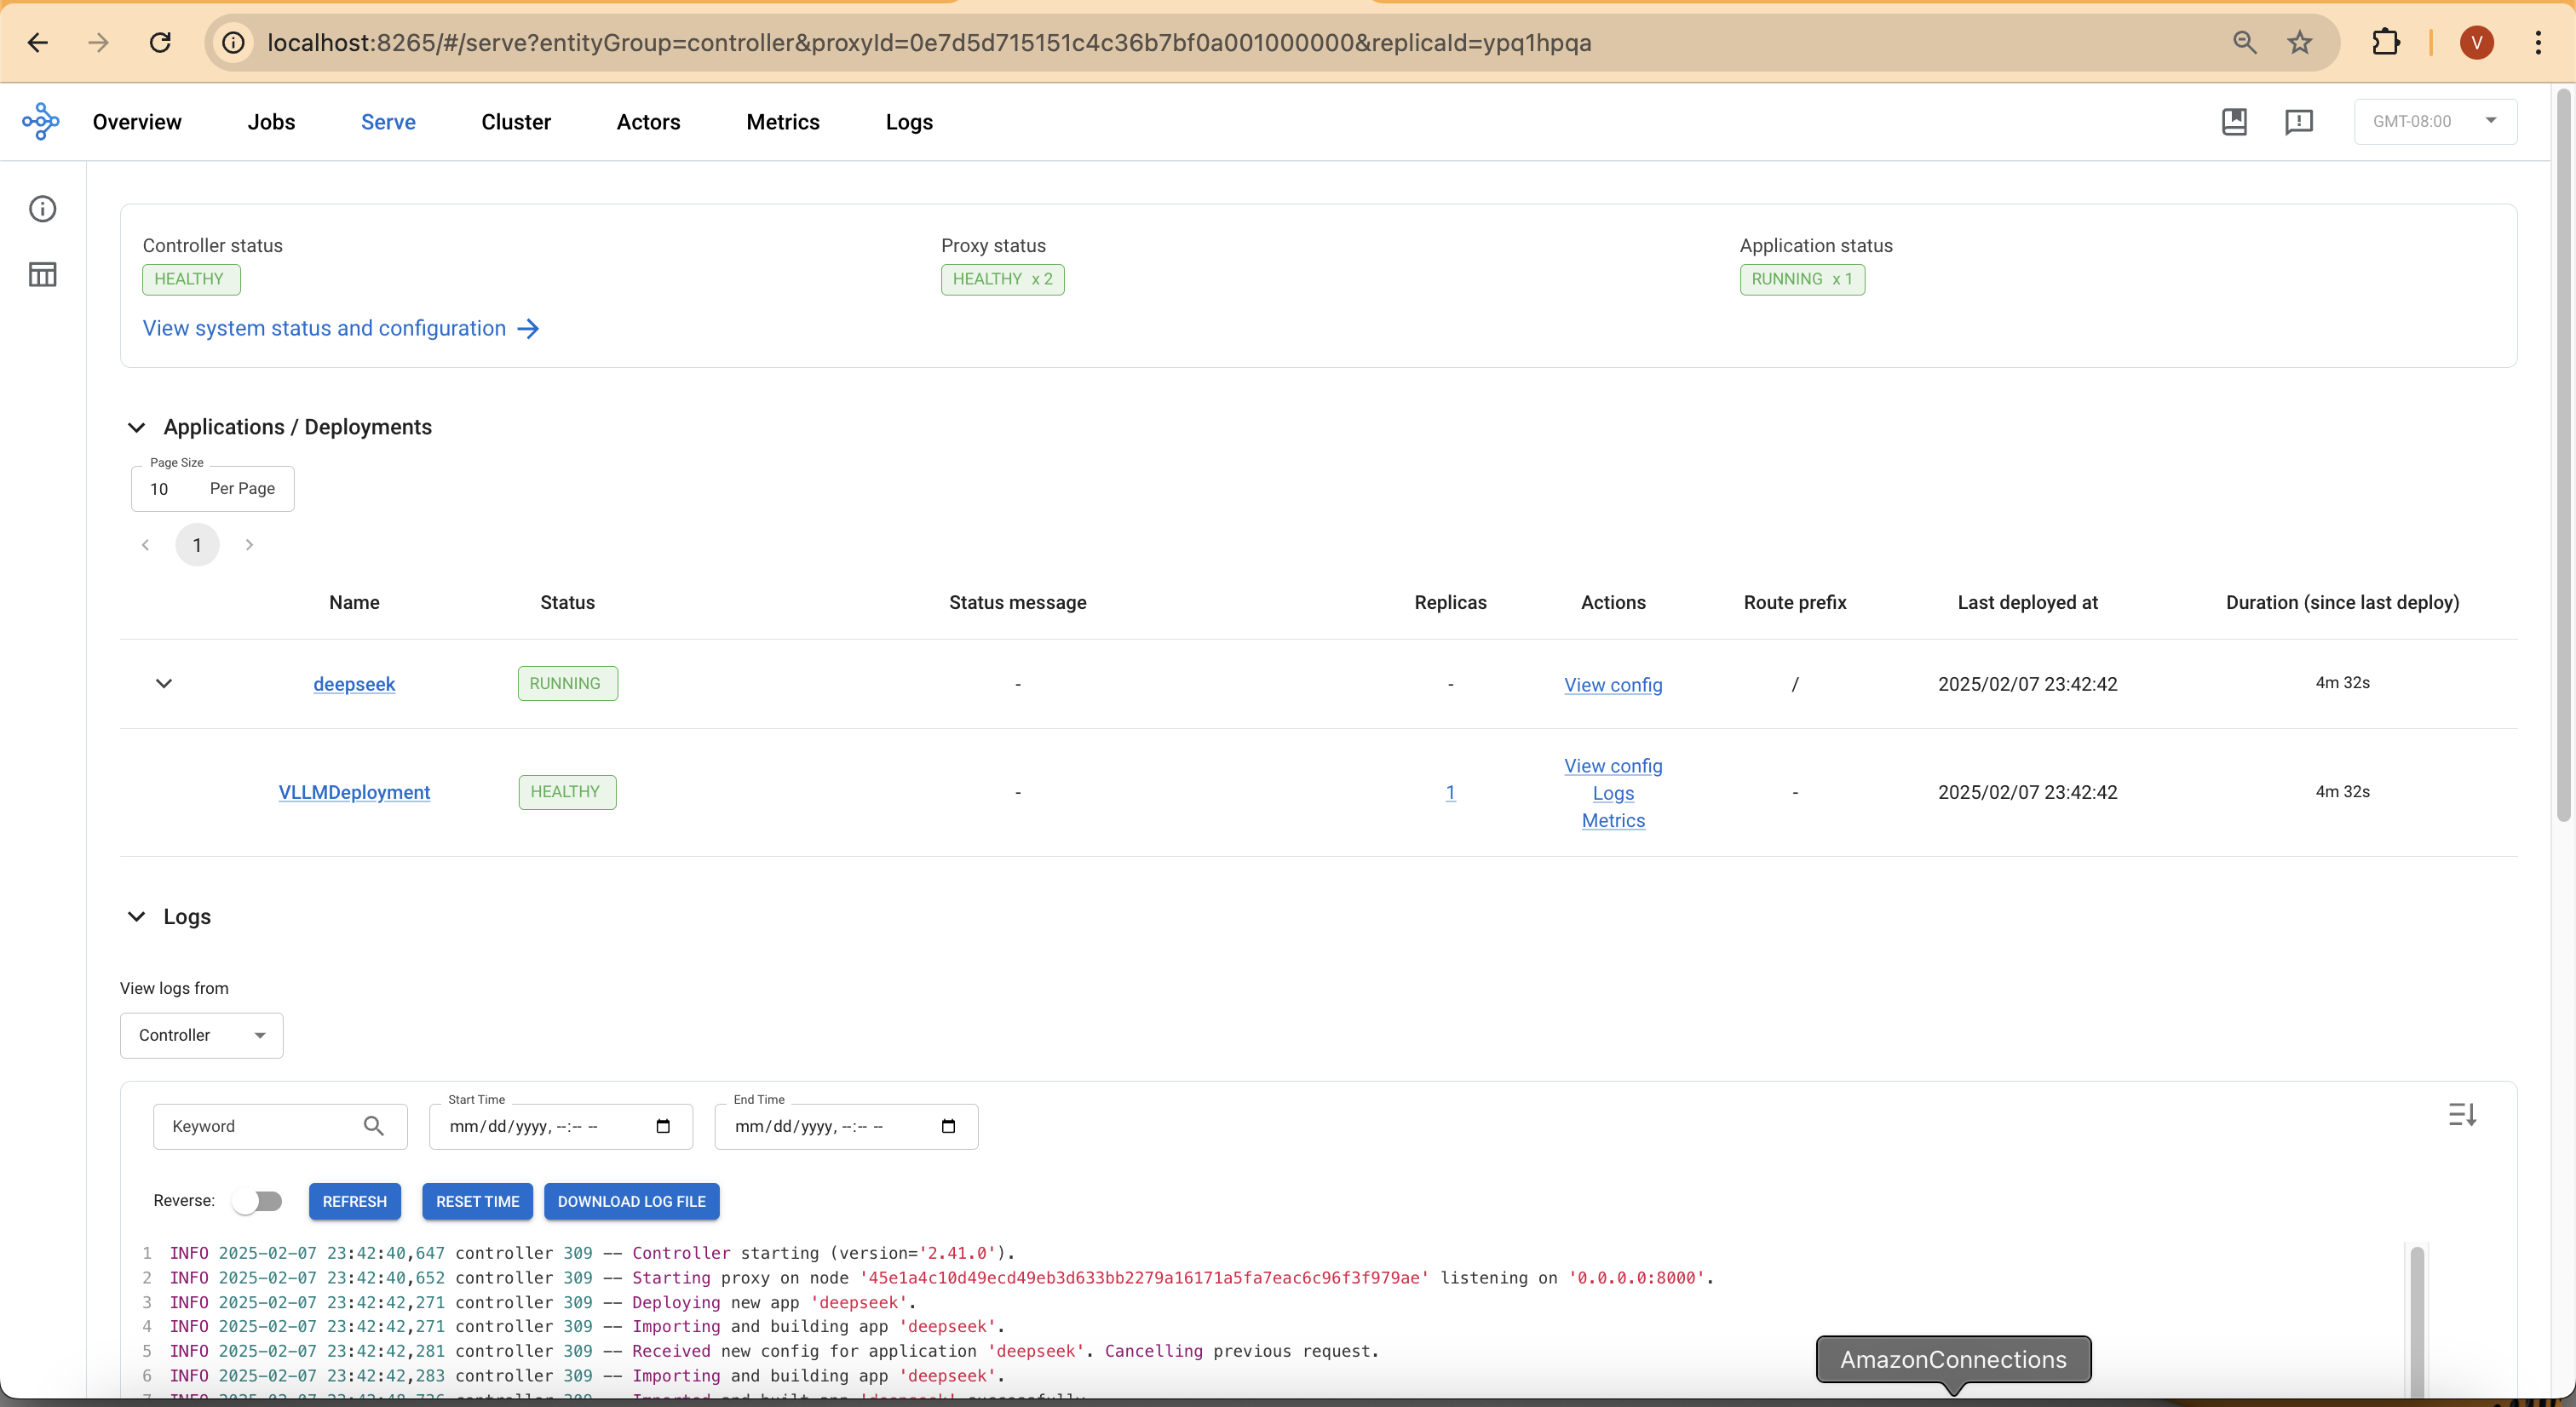 localhost:8265/#/serve?entityGroup=controller&proxyId=0e7d5d715151c4c36b7bf0a001000000&replicaId=ypq1hpqa
V
Overview Jobs Serve Cluster Actors Metrics Logs
GMT-08:00
Controller status Proxy status Application status
HEALTHY HEALTHY x 2 RUNNING x 1
View system status and configuration
Applications / Deployments
Page Size
10 Per Page
1
Name Status Status message Replicas Actions Route prefix Last deployed at Duration (since last deploy)
deepseek RUNNING - - View config / 2025/02/07 23:42:42 4m 32s
View config
VLLMDeployment HEALTHY - 1 Logs - 2025/02/07 23:42:42 4m 32s
Metrics
Logs
View logs from
Controller
Start Time End Time
Keyword mm/dd/yyyy, --:-- -- mm/dd/yyyy, --:-- --
Reverse: REFRESH RESET TIME DOWNLOAD LOG FILE
1 INFO 2025-02-07 23:42:40,647 controller 309 -- Controller starting (version='2.41.0').
2 INFO 2025-02-07 23:42:40,652 controller 309 -- Starting proxy on node '45e1a4c10d49ecd49eb3d633bb2279a16171a5fa7eac6c96f3f979ae' listening on '0.0.0.0:8000'.
3 INFO 2025-02-07 23:42:42,271 controller 309 -- Deploying new app 'deepseek'.
4 INFO 2025-02-07 23:42:42,271 controller 309 -- Importing and building app 'deepseek'.
5 INFO 2025-02-07 23:42:42,281 controller 309 -- Received new config for application 'deepseek'. Cancelling previous request.
6 INFO 2025-02-07 23:42:42,283 controller 309 -- Importing and building app 'deepseek'.
AmazonConnections